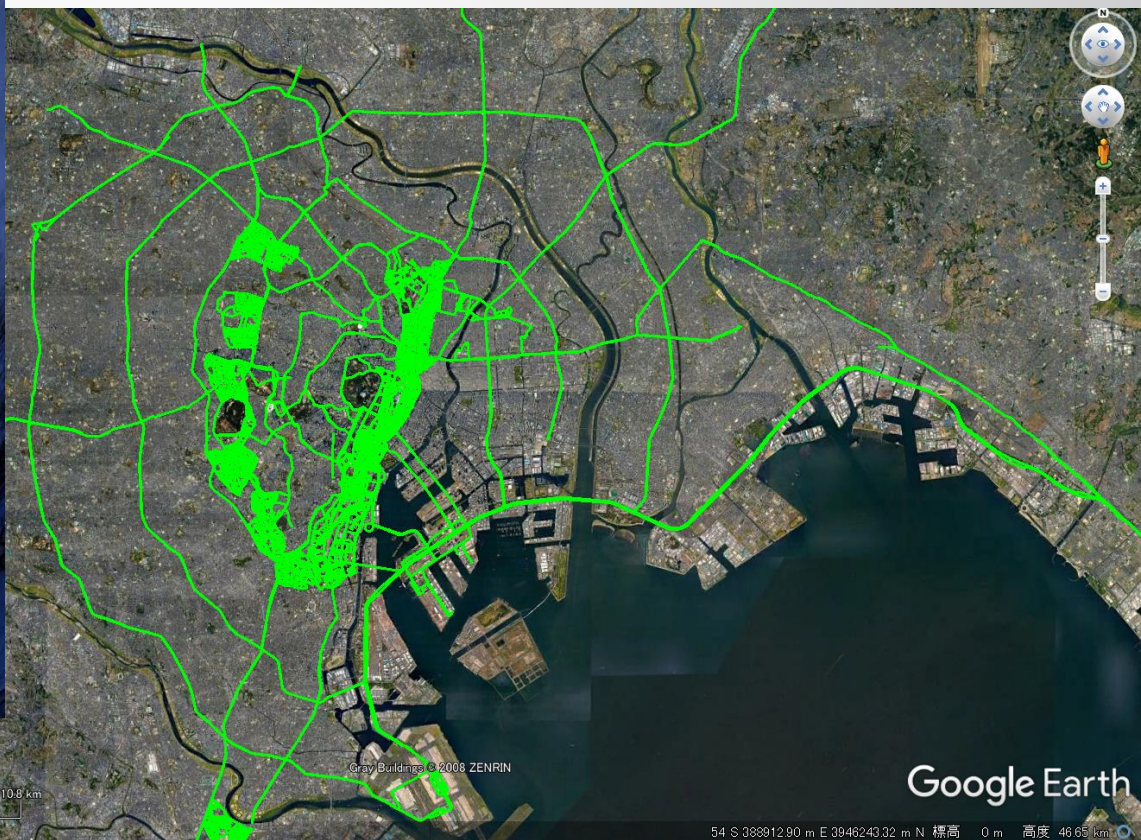 N
Gray Buildings © 2008 ZENRIN
Google Earth
10.8 km
54 S 388912.90 m E 3946243.32 m N 標高 0 m 高度 46.65 km